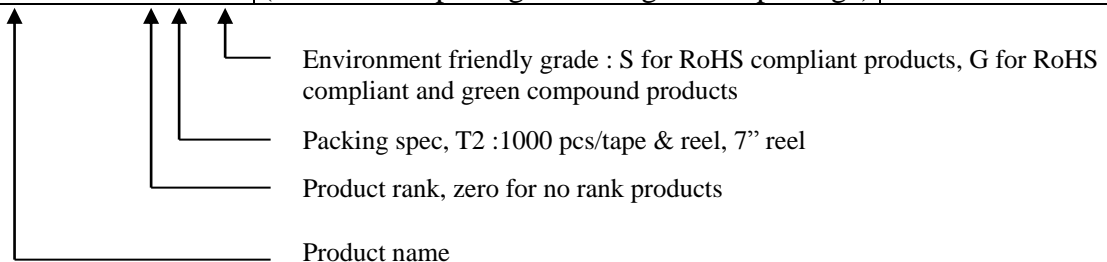 Environment friendly grade : S for RoHS compliant products, G for RoHS
compliant and green compound products
Packing spec, T2 :1000 pcs/tape & reel, 7” reel
Product rank, zero for no rank products
Product name